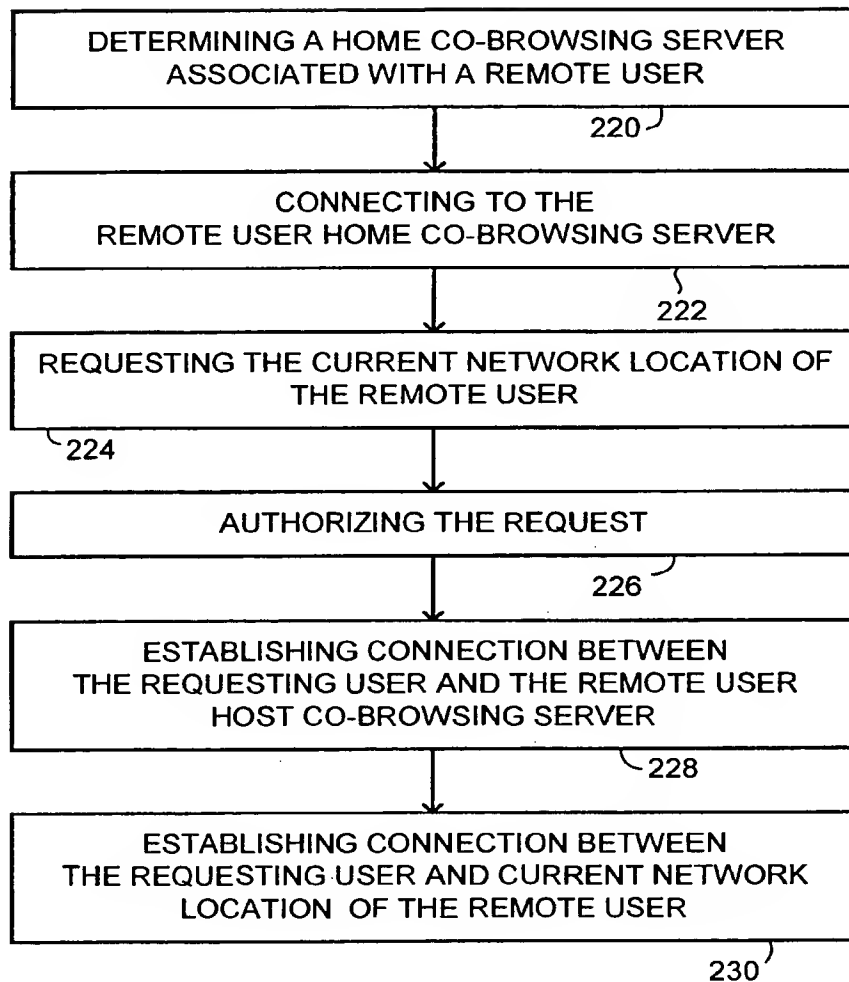 DETERMINING A HOME CO-BROWSING SERVER
ASSOCIATED WITH A REMOTE USER
220
CONNECTING TO THE
REMOTE USER HOME CO-BROWSING SERVER
222
REQUESTING THE CURRENT NETWORK LOCATION OF
THE REMOTE USER
224
AUTHORIZING THE REQUEST
226
ESTABLISHING CONNECTION BETWEEN
THE REQUESTING USER AND THE REMOTE USER
HOST CO-BROWSING SERVER
228
ESTABLISHING CONNECTION BETWEEN
THE REQUESTING USER AND CURRENT NETWORK
LOCATION OF THE REMOTE USER
230